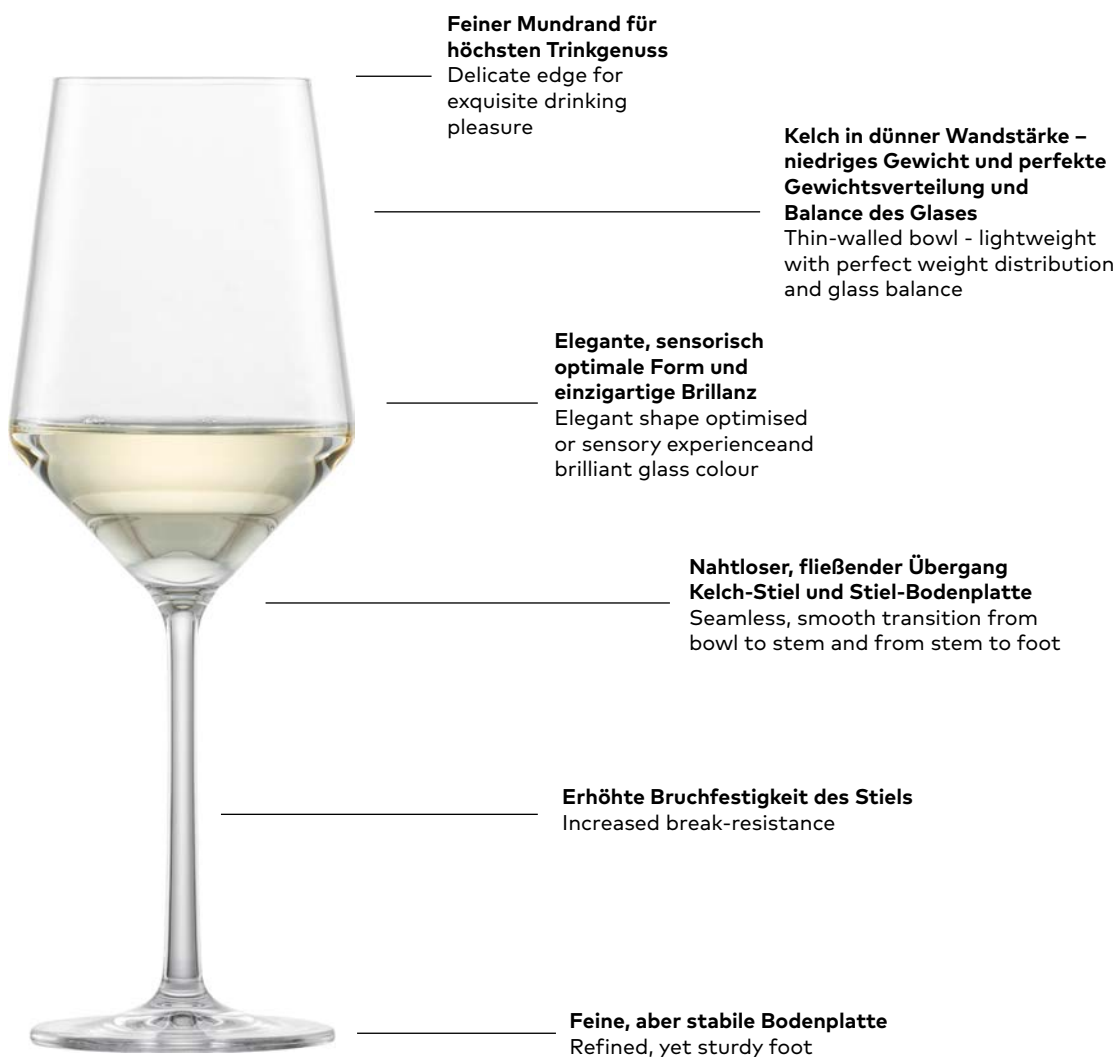 Feiner Mundrand für
höchsten Trinkgenuss
Delicate edge for
exquisite drinking
pleasure
Kelch in dünner Wandstärke –
niedriges Gewicht und perfekte
Gewichtsverteilung und
Balance des Glases
Thin-walled bowl - lightweight
with perfect weight distribution
and glass balance
Elegante, sensorisch
optimale Form und
einzigartige Brillanz
Elegant shape optimised
or sensory experienceand
brilliant glass colour
Nahtloser, fließender Übergang
Kelch-Stiel und Stiel-Bodenplatte
Seamless, smooth transition from
bowl to stem and from stem to foot
Erhöhte Bruchfestigkeit des Stiels
Increased break-resistance
Feine, aber stabile Bodenplatte
Refined, yet sturdy foot